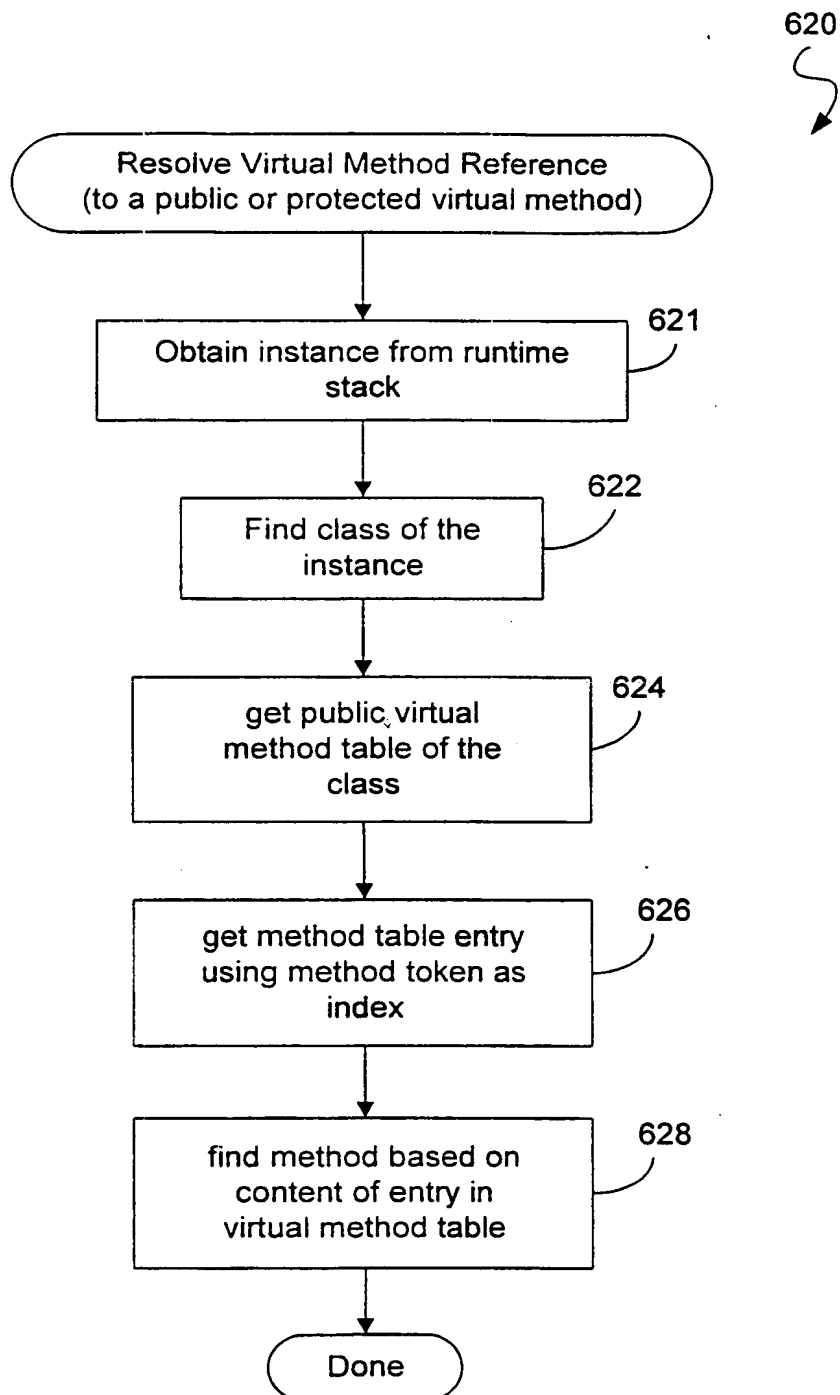 620
Resolve Virtual Method Reference
(to a public or protected virtual method)
621
Obtain instance from runtime
stack
622
Find class of the
instance
624
get public virtual
method table of the
class
626
get method table entry
using method token as
index
628
find method based on
content of entry in
virtual method table
Done